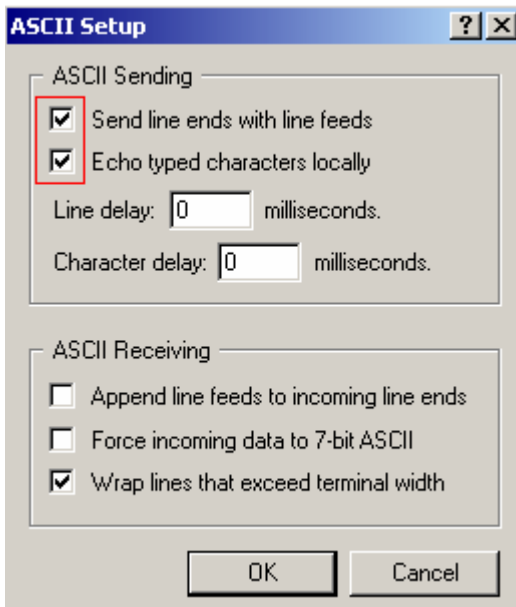 ASCII Setup
ASCII Sending
Send line ends with line feeds
Echo typed characters locally
Line delay: 0 milliseconds.
Character delay: 0 milliseconds.
ASCII Receiving
Append line feeds to incoming line ends
Force incoming data to 7-bit ASCII
Wrap lines that exceed terminal width
OK Cancel